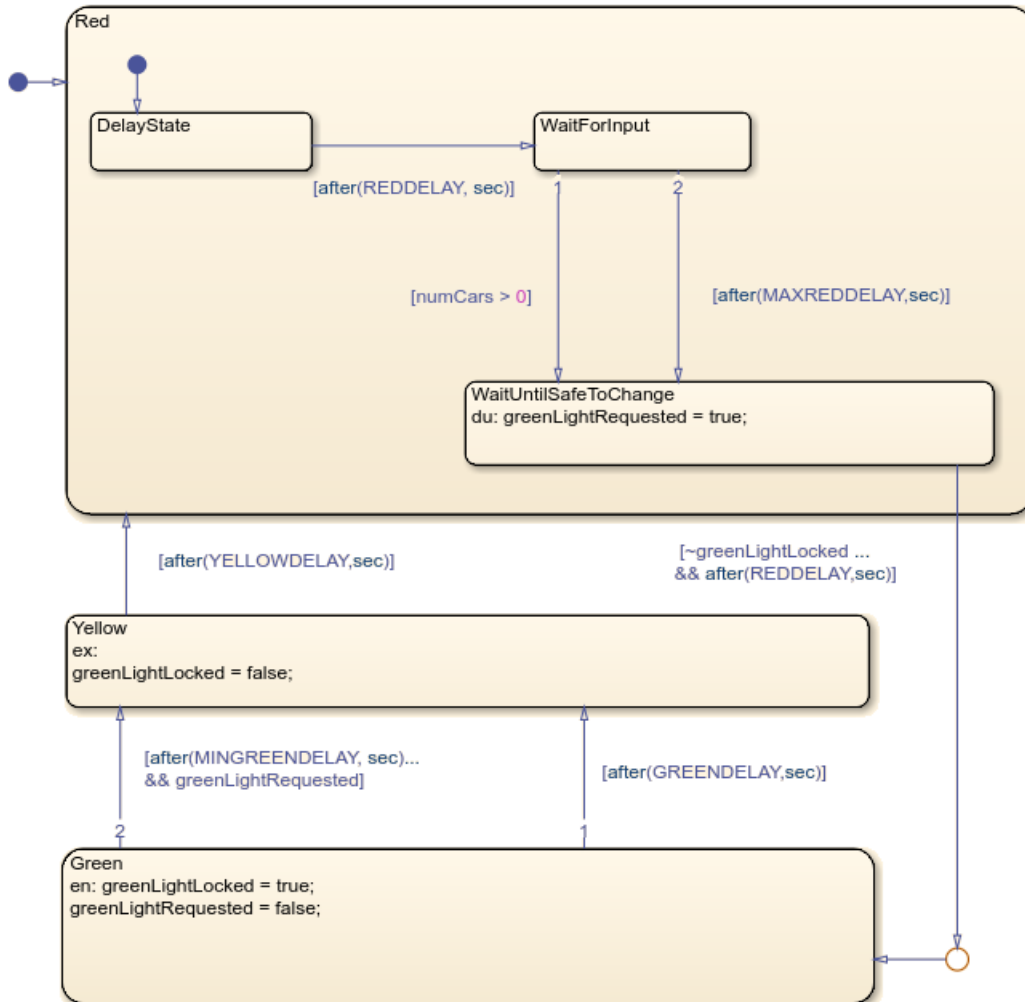 Red
DelayState
WaitForInput
[after(REDDELAY, sec)]
1
2
[numCars > 0]
[after(MAXREDDELAY,sec)]
WaitUntilSafeToChange
du: greenLightRequested = true;
[after(YELLOWDELAY,sec)]
[~greenLightLocked ...
&& after(REDDELAY,sec)]
Yellow
ex:
greenLightLocked = false;
[after(MINGREENDELAY, sec)...
&& greenLightRequested]
[after(GREENDELAY,sec)]
2
1
Green
en: greenLightLocked = true;
greenLightRequested = false;